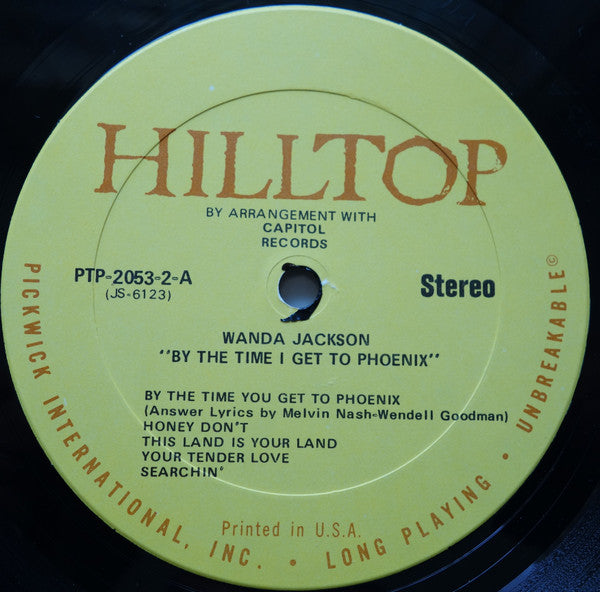 HILLTOP
BY ARRANGEMENT WITH
CAPITOL
RECORDS
PTP-2053-2-A
(JS-6123)
Stereo
WANDA JACKSON
"BY THE TIME I GET TO PHOENIX"
BY THE TIME YOU GET TO PHOENIX
(Answer Lyrics by Melvin Nash-Wendell Goodman)
HONEY DON'T
THIS LAND IS YOUR LAND
YOUR TENDER LOVE
SEARCHIN'
Printed in U.S.A.
PICKWICK INTERNATIONAL, INC. • LONG PLAYING • UNBREAKABLE©